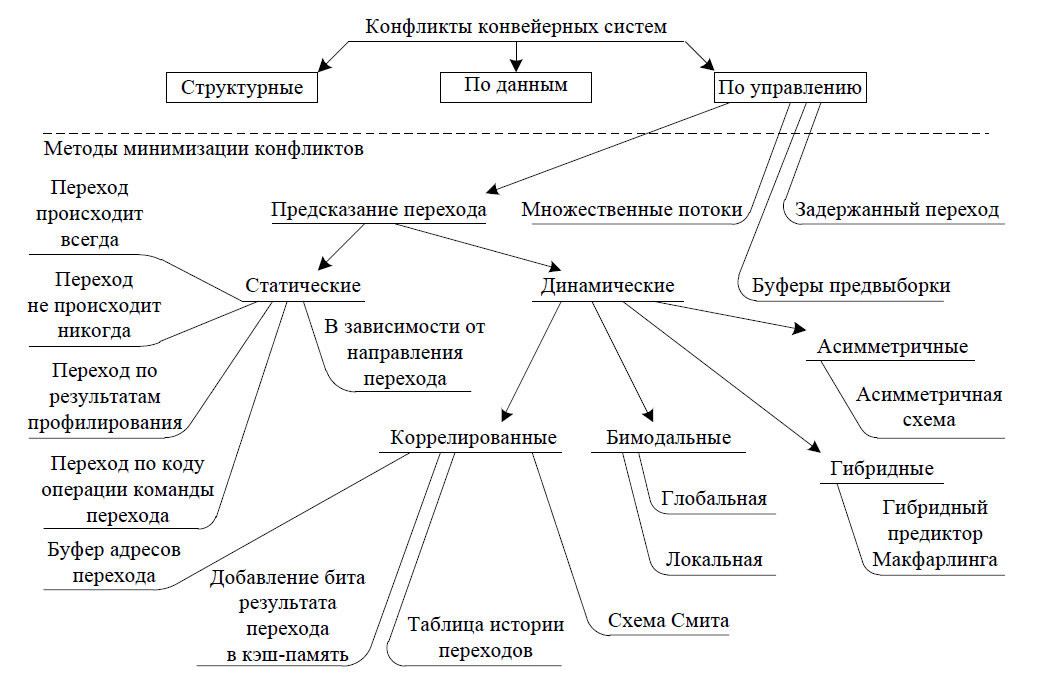 Конфликты конвейерных систем
Структурные
По данным
По управлению
Методы минимизации конфликтов
Переход
происходит
всегда
Предсказание перехода
Множественные потоки
Задержанный переход
Переход
не происходит
никогда
Статические
Динамические
Буферы предвыборки
В зависимости от
направления
перехода
Асимметричные
Переход по
результатам
профилирования
Асимметричная
схема
Коррелированные
Бимодальные
Гибридные
Переход по коду
операции команды
перехода
Глобальная
Гибридный
предиктор
Макфарлинга
Буфер адресов
перехода
Локальная
Добавление бита
результата
перехода
в кэш-память
Таблица истории
переходов
Схема Смита